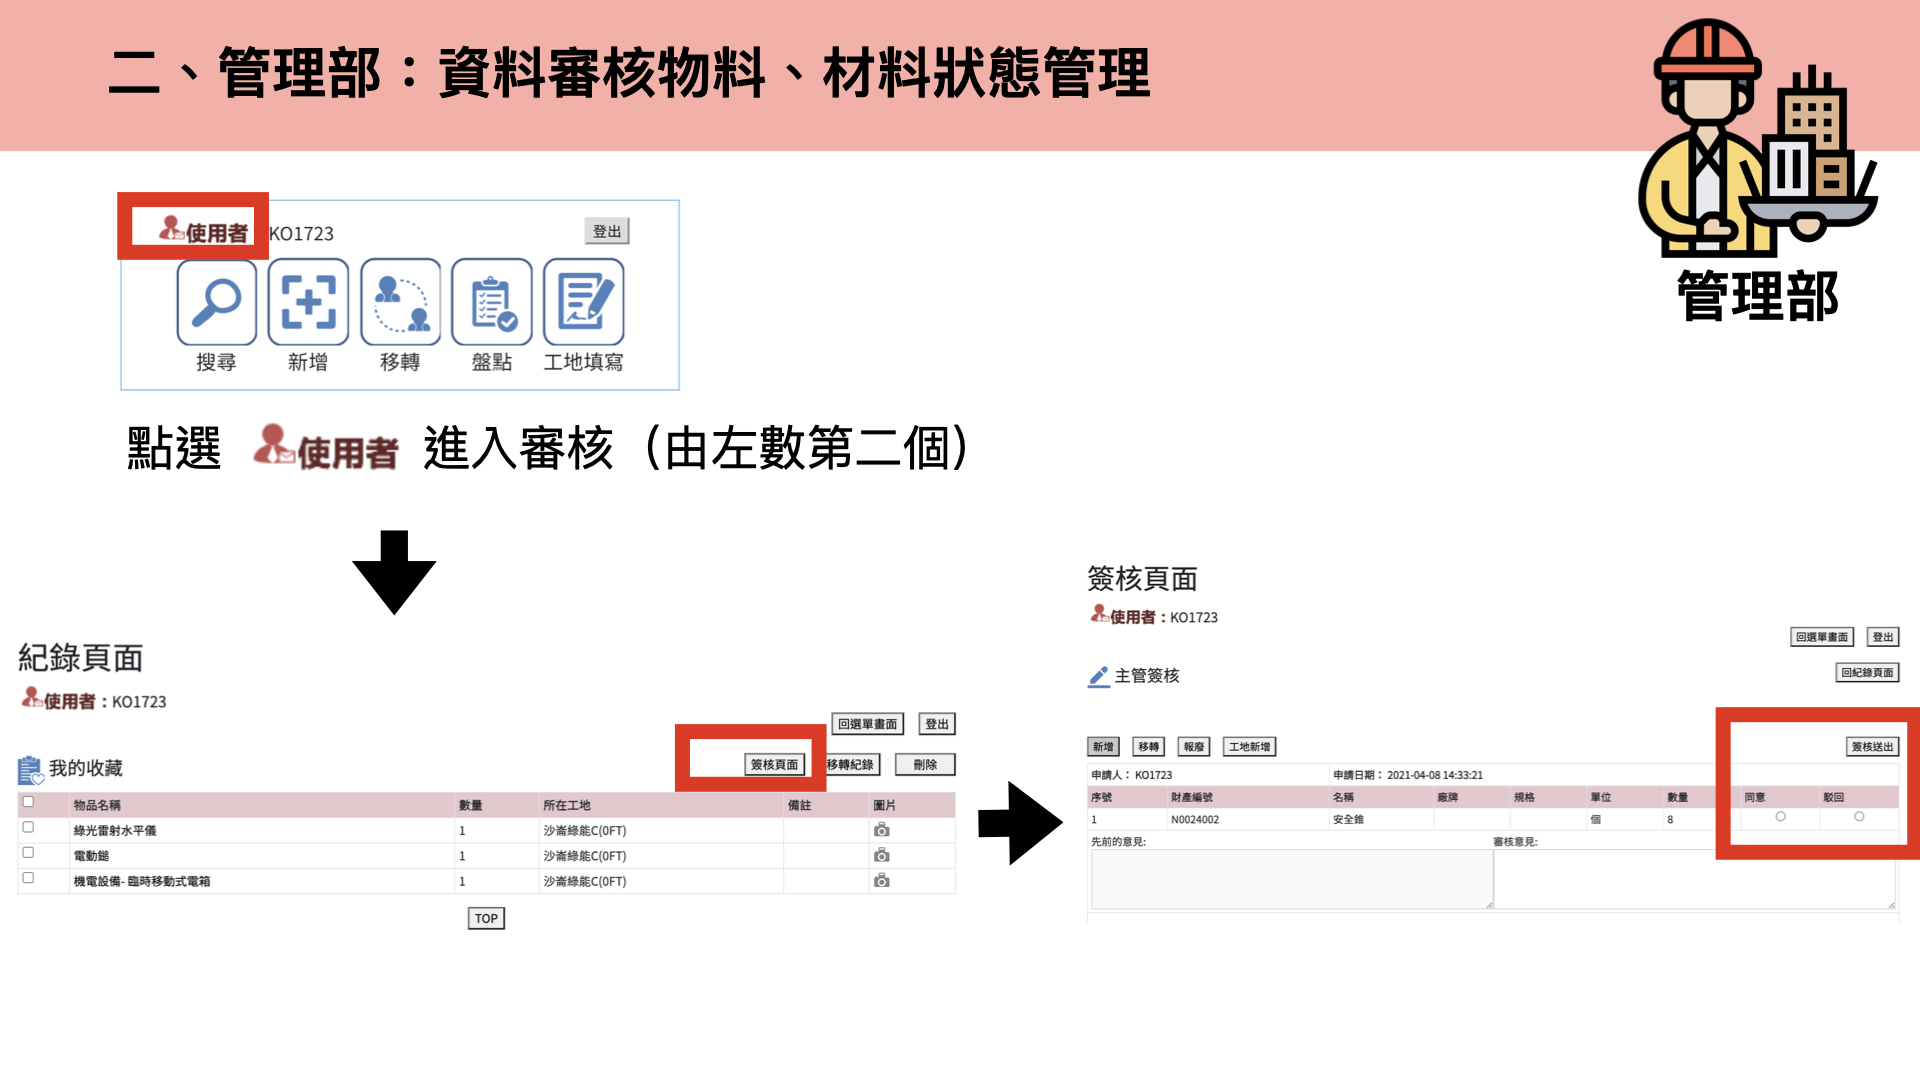 二、管理部：資料審核物料、材料狀態管理
管理部
使用者 KO1723
登出
搜尋 新增 移轉 盤點 工地填寫
點選 使用者 進入審核（由左數第二個）
紀錄頁面
使用者：KO1723
回選單畫面 登出
我的收藏
簽核頁面 移轉紀錄 刪除
物品名稱 數量 所在工地 備註 圖片
綠光雷射水平儀 1 沙崙綠能C(0FT)
電動鎚 1 沙崙綠能C(0FT)
機電設備- 臨時移動式電箱 1 沙崙綠能C(0FT)
TOP
簽核頁面
使用者：KO1723
回選單畫面 登出
主管簽核
回紀錄頁面
新增 移轉 報廢 工地新增
簽核送出
申請人： KO1723 申請日期： 2021-04-08 14:33:21
序號 財產編號 名稱 廠牌 規格 單位 數量 同意 駁回
1 N0024002 安全錐 個 8
先前的意見: 審核意見: